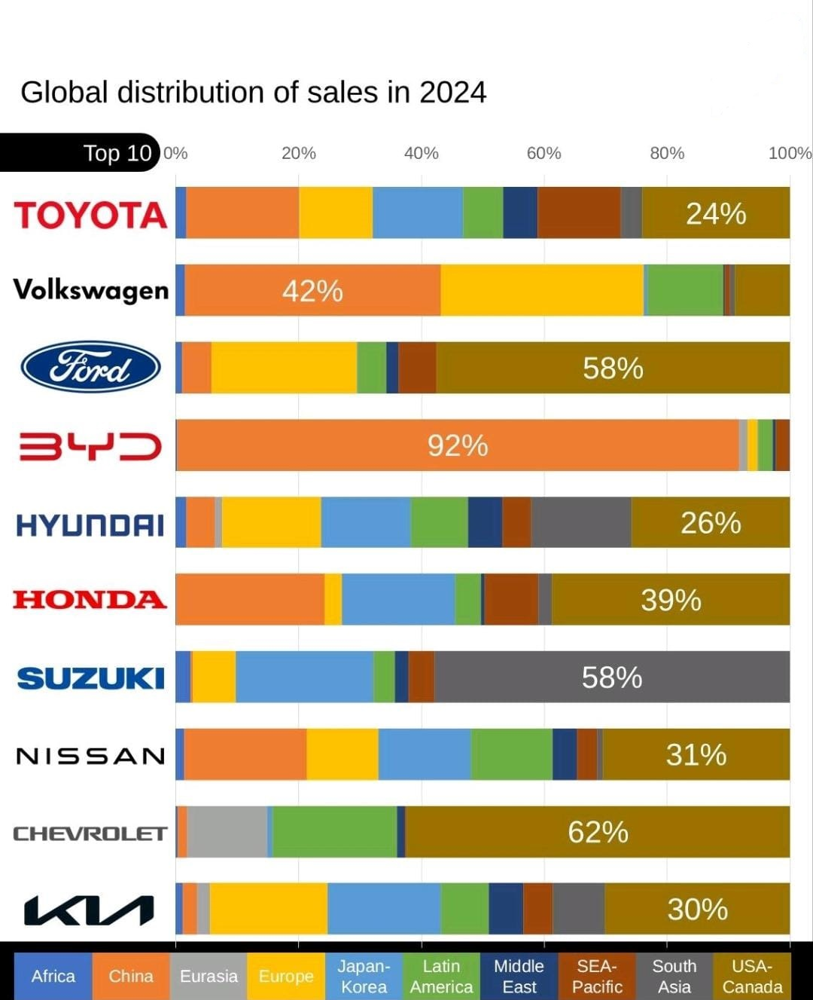 Global distribution of sales in 2024
Top 10 0% 20% 40% 60% 80% 100%
TOYOTA 24%
Volkswagen 42%
Ford 58%
BYD 92%
HYUNDAI 26%
HONDA 39%
SUZUKI 58%
NISSAN 31%
CHEVROLET 62%
KIA 30%
Africa
China
Eurasia
Europe
Japan-
Korea
Latin
America
Middle
East
SEA-
Pacific
South
Asia
USA-
Canada